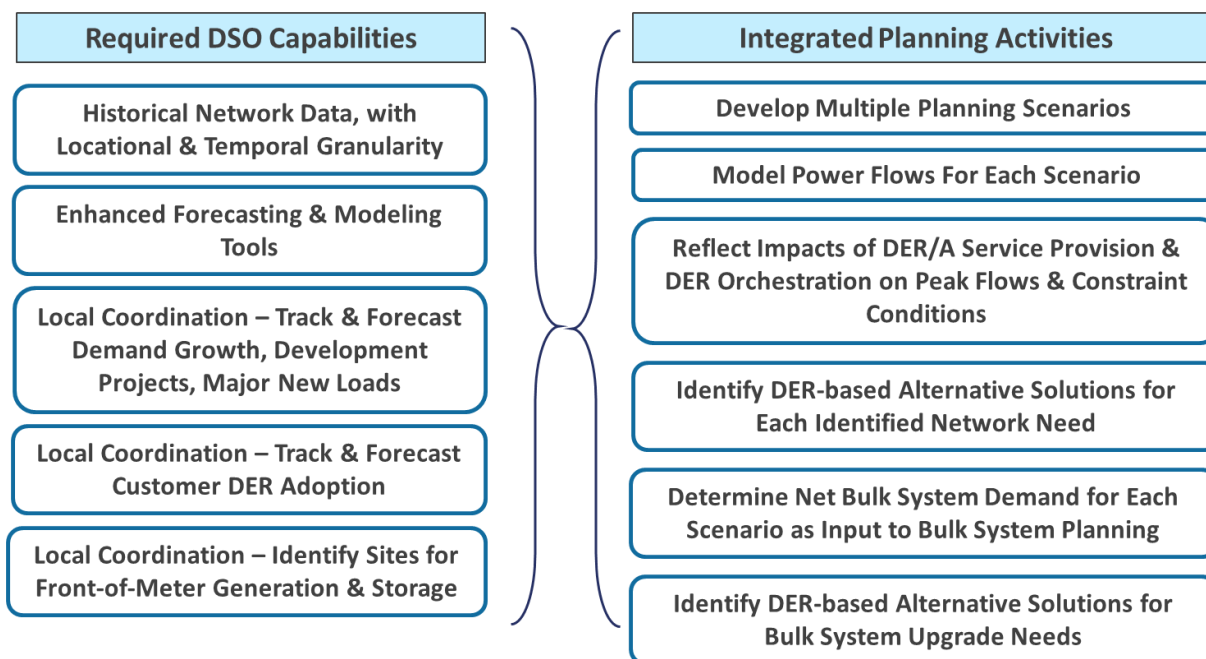 Required DSO Capabilities
Historical Network Data, with
Locational & Temporal Granularity
Enhanced Forecasting & Modeling
Tools
Local Coordination – Track & Forecast
Demand Growth, Development
Projects, Major New Loads
Local Coordination – Track & Forecast
Customer DER Adoption
Local Coordination – Identify Sites for
Front-of-Meter Generation & Storage
Integrated Planning Activities
Develop Multiple Planning Scenarios
Model Power Flows For Each Scenario
Reflect Impacts of DER/A Service Provision &
DER Orchestration on Peak Flows & Constraint
Conditions
Identify DER-based Alternative Solutions for
Each Identified Network Need
Determine Net Bulk System Demand for Each
Scenario as Input to Bulk System Planning
Identify DER-based Alternative Solutions for
Bulk System Upgrade Needs